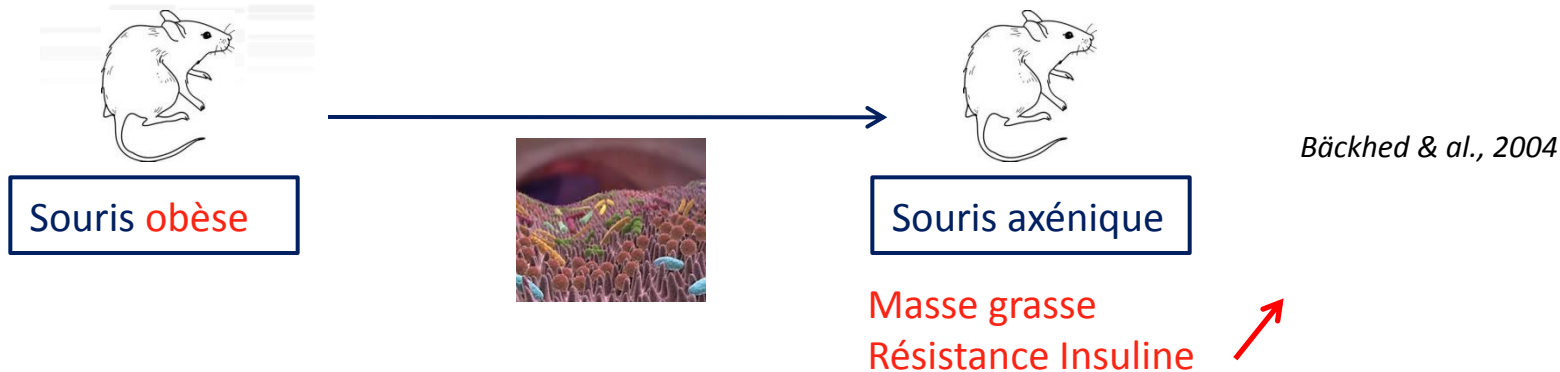 Bäckhed & al., 2004
Souris obèse
Souris axénique
Masse grasse
Résistance Insuline